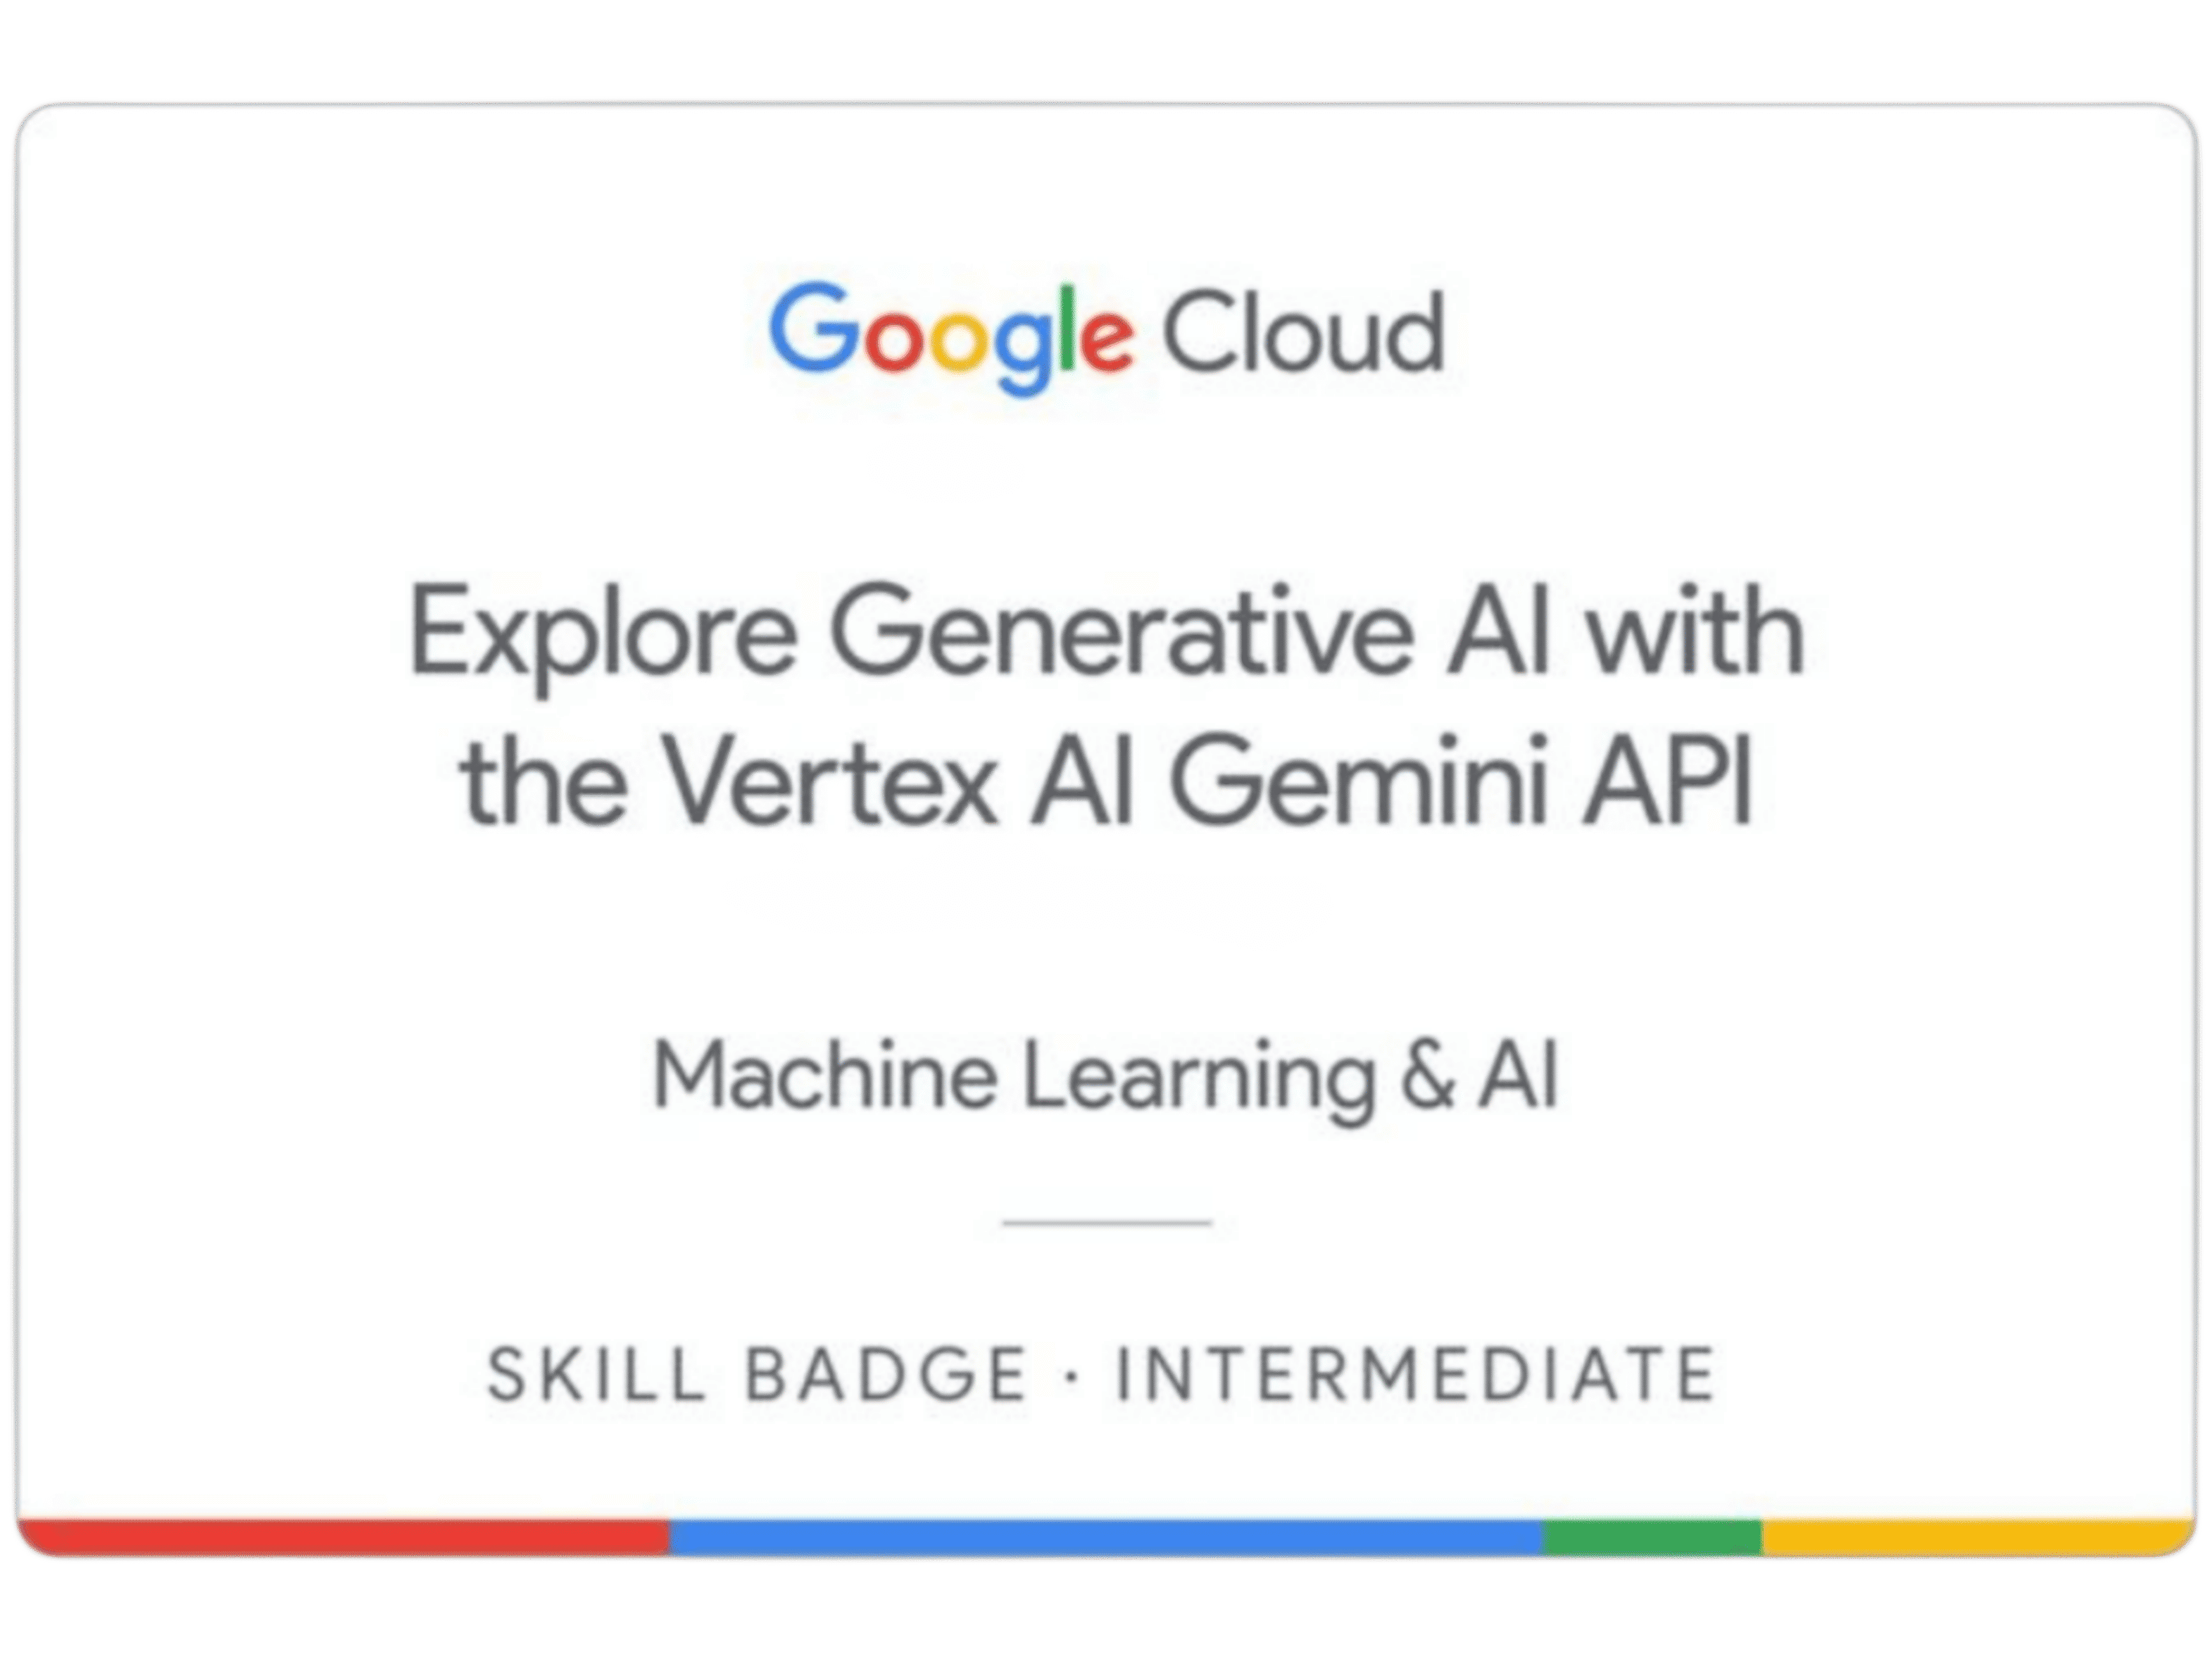 Google Cloud
Explore Generative AI with
the Vertex AI Gemini API
Machine Learning & AI
SKILL BADGE · INTERMEDIATE